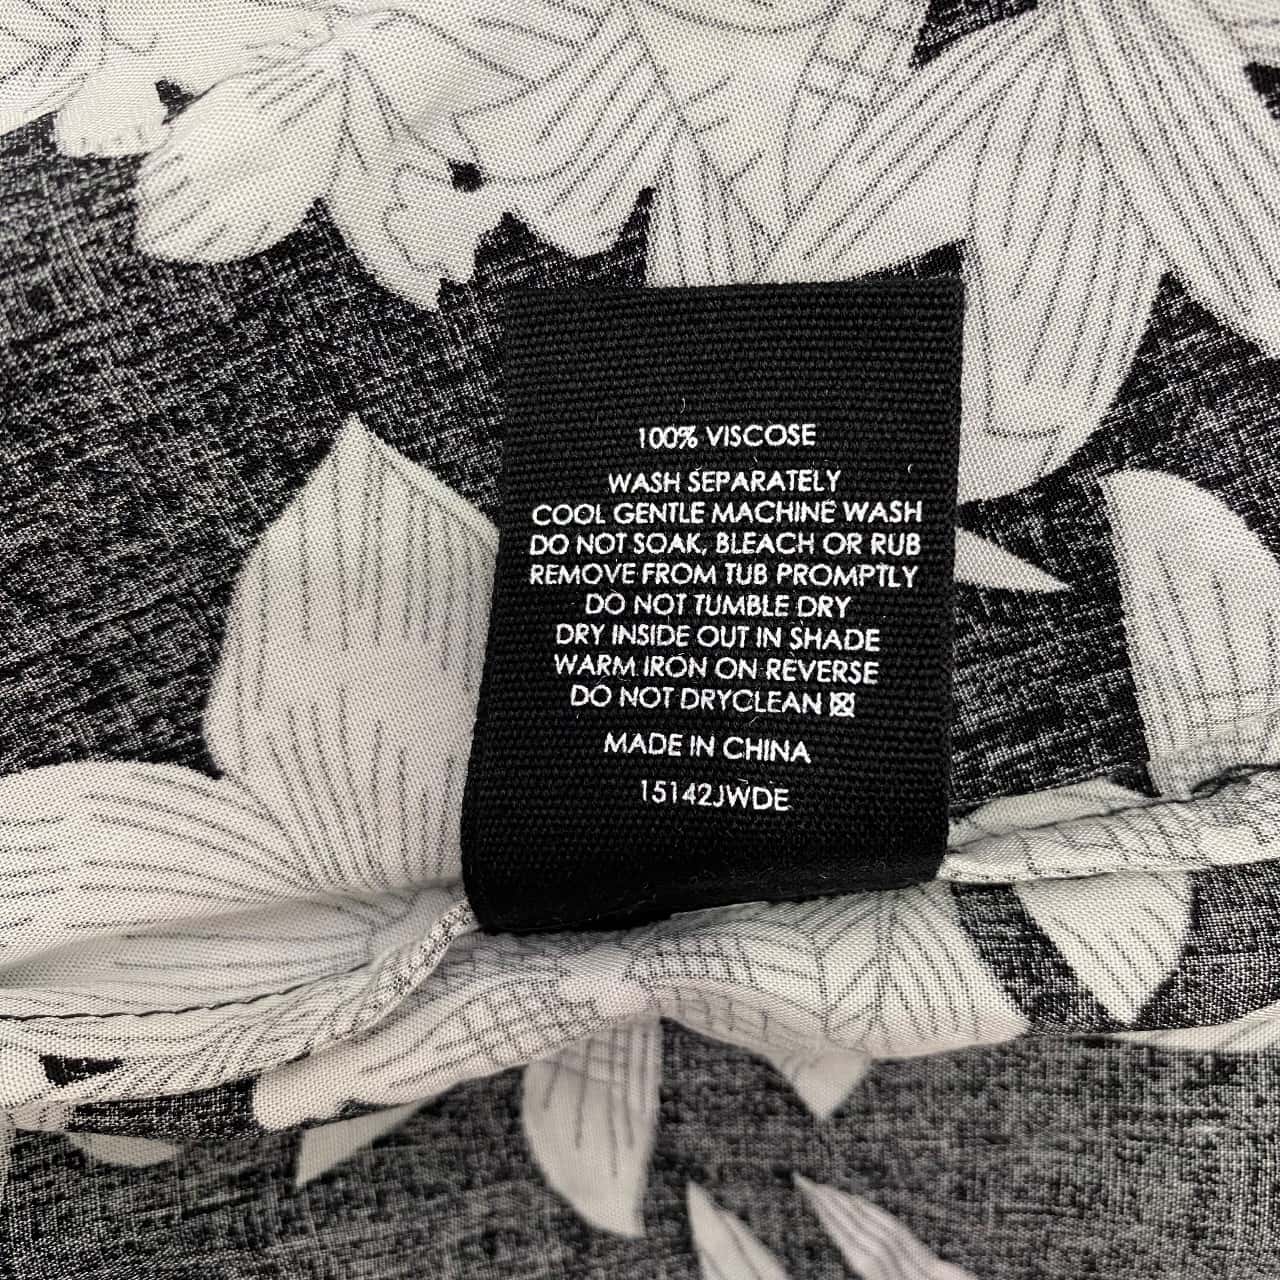 100% VISCOSE
WASH SEPARATELY
COOL GENTLE MACHINE WASH
DO NOT SOAK, BLEACH OR RUB
REMOVE FROM TUB PROMPTLY
DO NOT TUMBLE DRY
DRY INSIDE OUT IN SHADE
WARM IRON ON REVERSE
DO NOT DRYCLEAN
MADE IN CHINA
15142JWDE